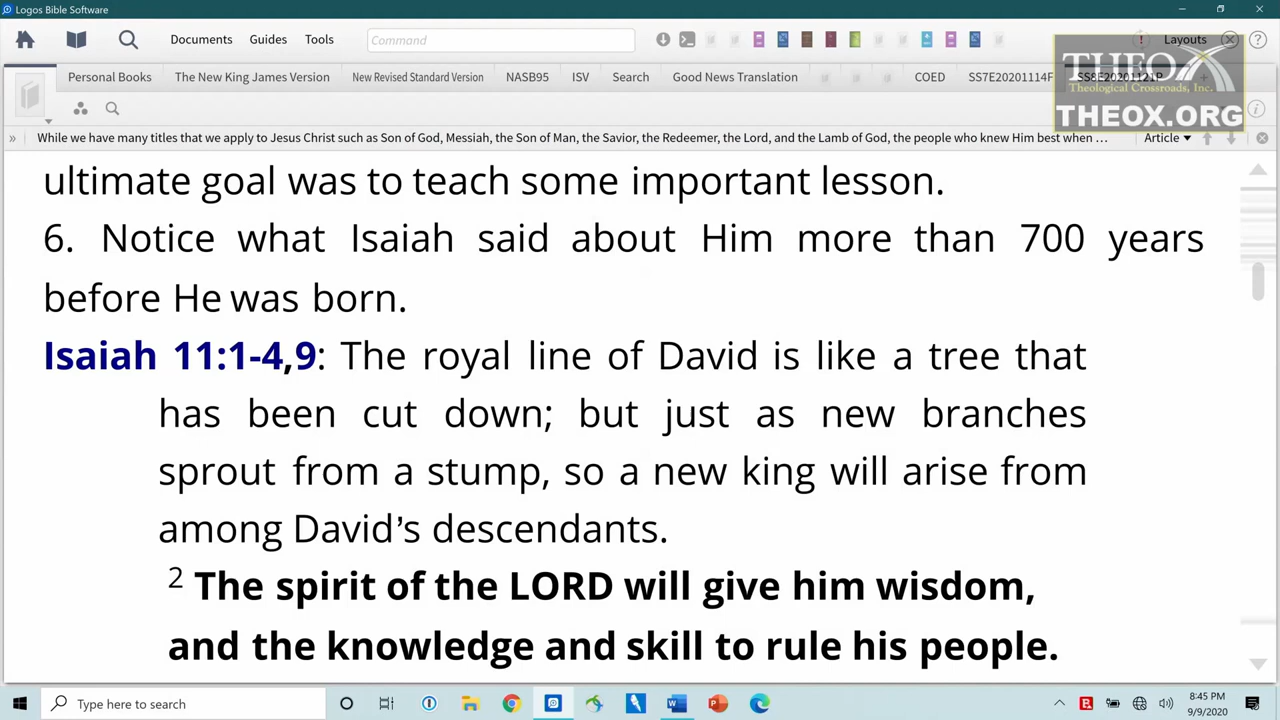 Logos Bible Software
Documents Guides Tools Command Layouts
THEOX
Theological Crossroads, Inc.
THEOX.ORG
Personal Books The New King James Version New Revised Standard Version NASB95 ISV Search Good News Translation COED SS7E20201114F SS8E20201121P
While we have many titles that we apply to Jesus Christ such as Son of God, Messiah, the Son of Man, the Savior, the Redeemer, the Lord, and the Lamb of God, the people who knew Him best when ... Article
ultimate goal was to teach some important lesson.
6. Notice what Isaiah said about Him more than 700 years
before He was born.
Isaiah 11:1-4,9: The royal line of David is like a tree that
has been cut down; but just as new branches
sprout from a stump, so a new king will arise from
among David’s descendants.
2 The spirit of the LORD will give him wisdom,
and the knowledge and skill to rule his people.
Type here to search
8:45 PM
9/9/2020